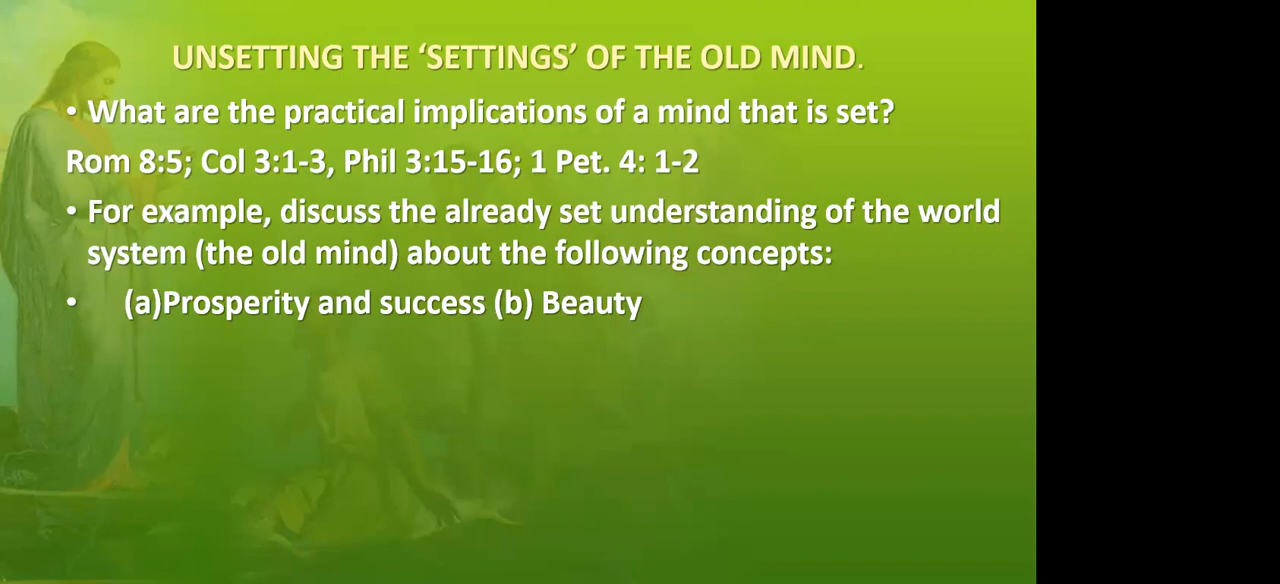 UNSETTING THE ‘SETTINGS’ OF THE OLD MIND.
• What are the practical implications of a mind that is set?
Rom 8:5; Col 3:1-3, Phil 3:15-16; 1 Pet. 4: 1-2
• For example, discuss the already set understanding of the world
system (the old mind) about the following concepts:
• (a)Prosperity and success (b) Beauty